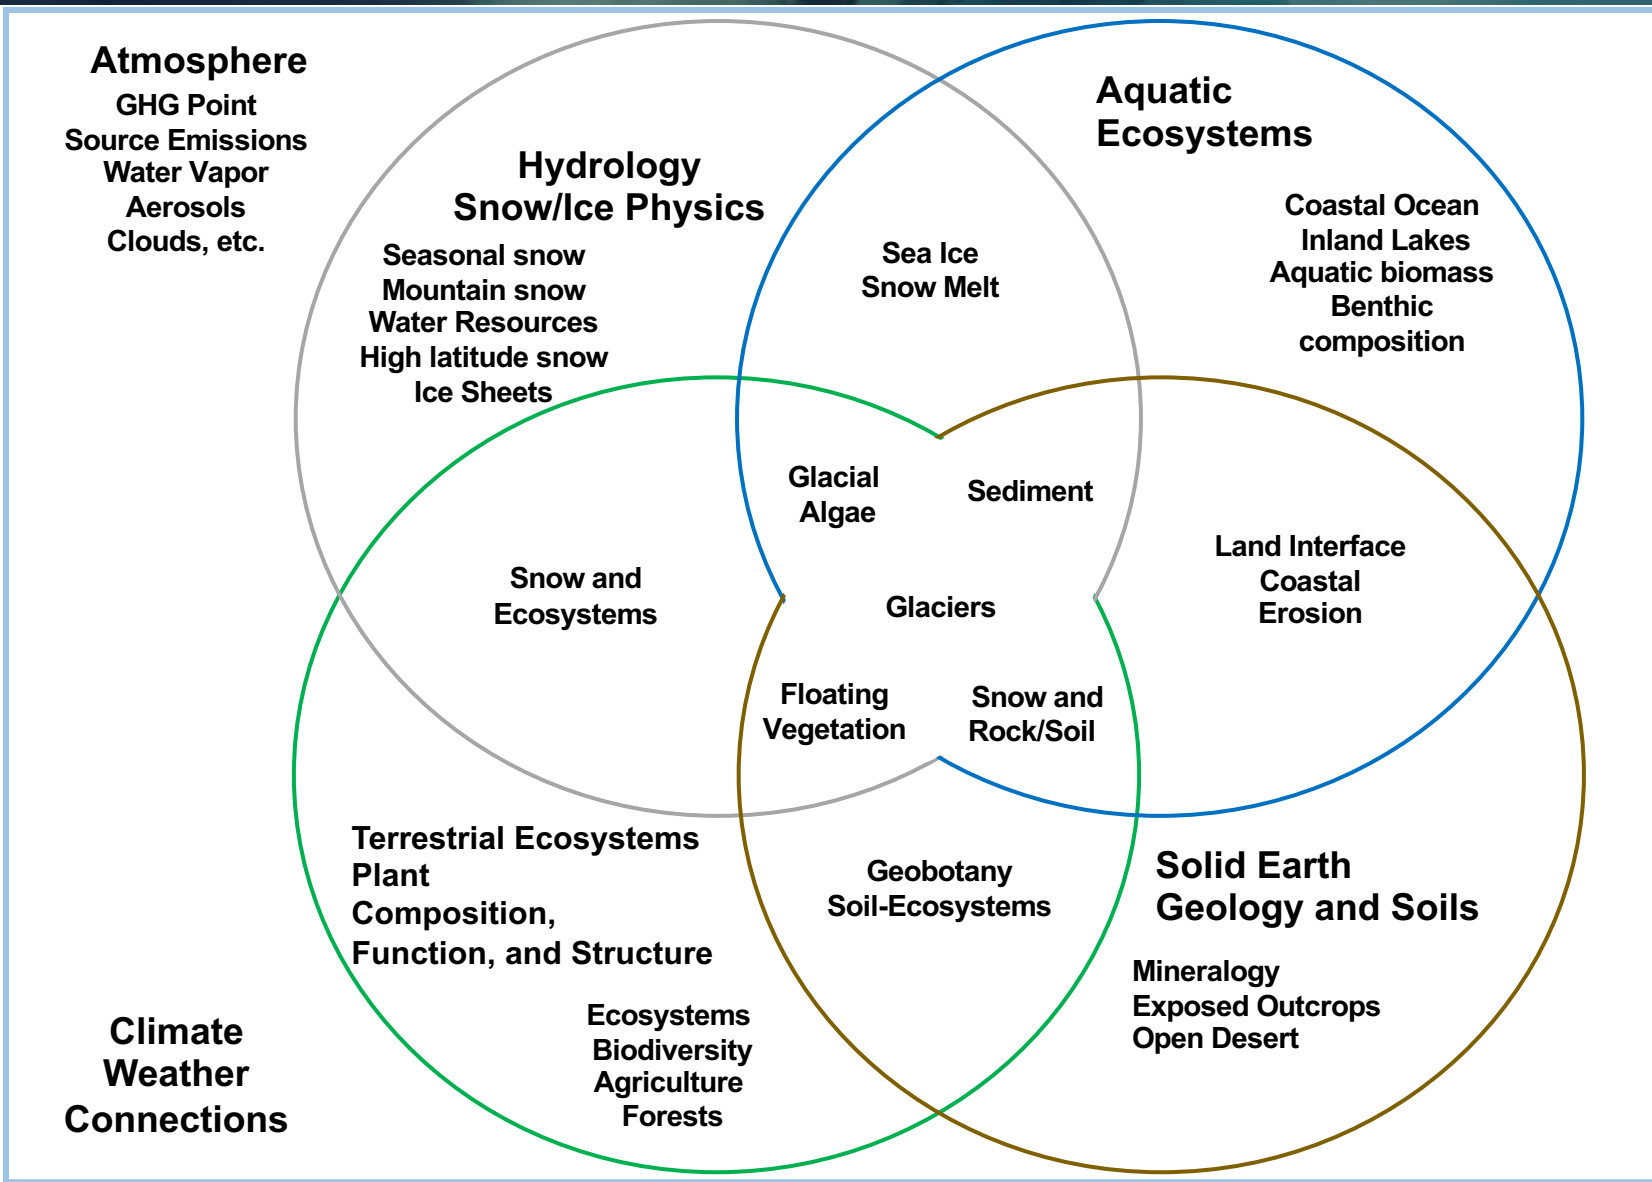 Atmosphere
GHG Point
Source Emissions
Water Vapor
Aerosols
Clouds, etc.
Hydrology
Snow/Ice Physics
Seasonal snow
Mountain snow
Water Resources
High latitude snow
Ice Sheets
Sea Ice
Snow Melt
Aquatic
Ecosystems
Coastal Ocean
Inland Lakes
Aquatic biomass
Benthic
composition
Glacial
Algae
Sediment
Snow and
Ecosystems
Glaciers
Land Interface
Coastal
Erosion
Floating
Vegetation
Snow and
Rock/Soil
Terrestrial Ecosystems
Plant
Composition,
Function, and Structure
Ecosystems
Biodiversity
Agriculture
Forests
Geobotany
Soil-Ecosystems
Solid Earth
Geology and Soils
Mineralogy
Exposed Outcrops
Open Desert
Climate
Weather
Connections